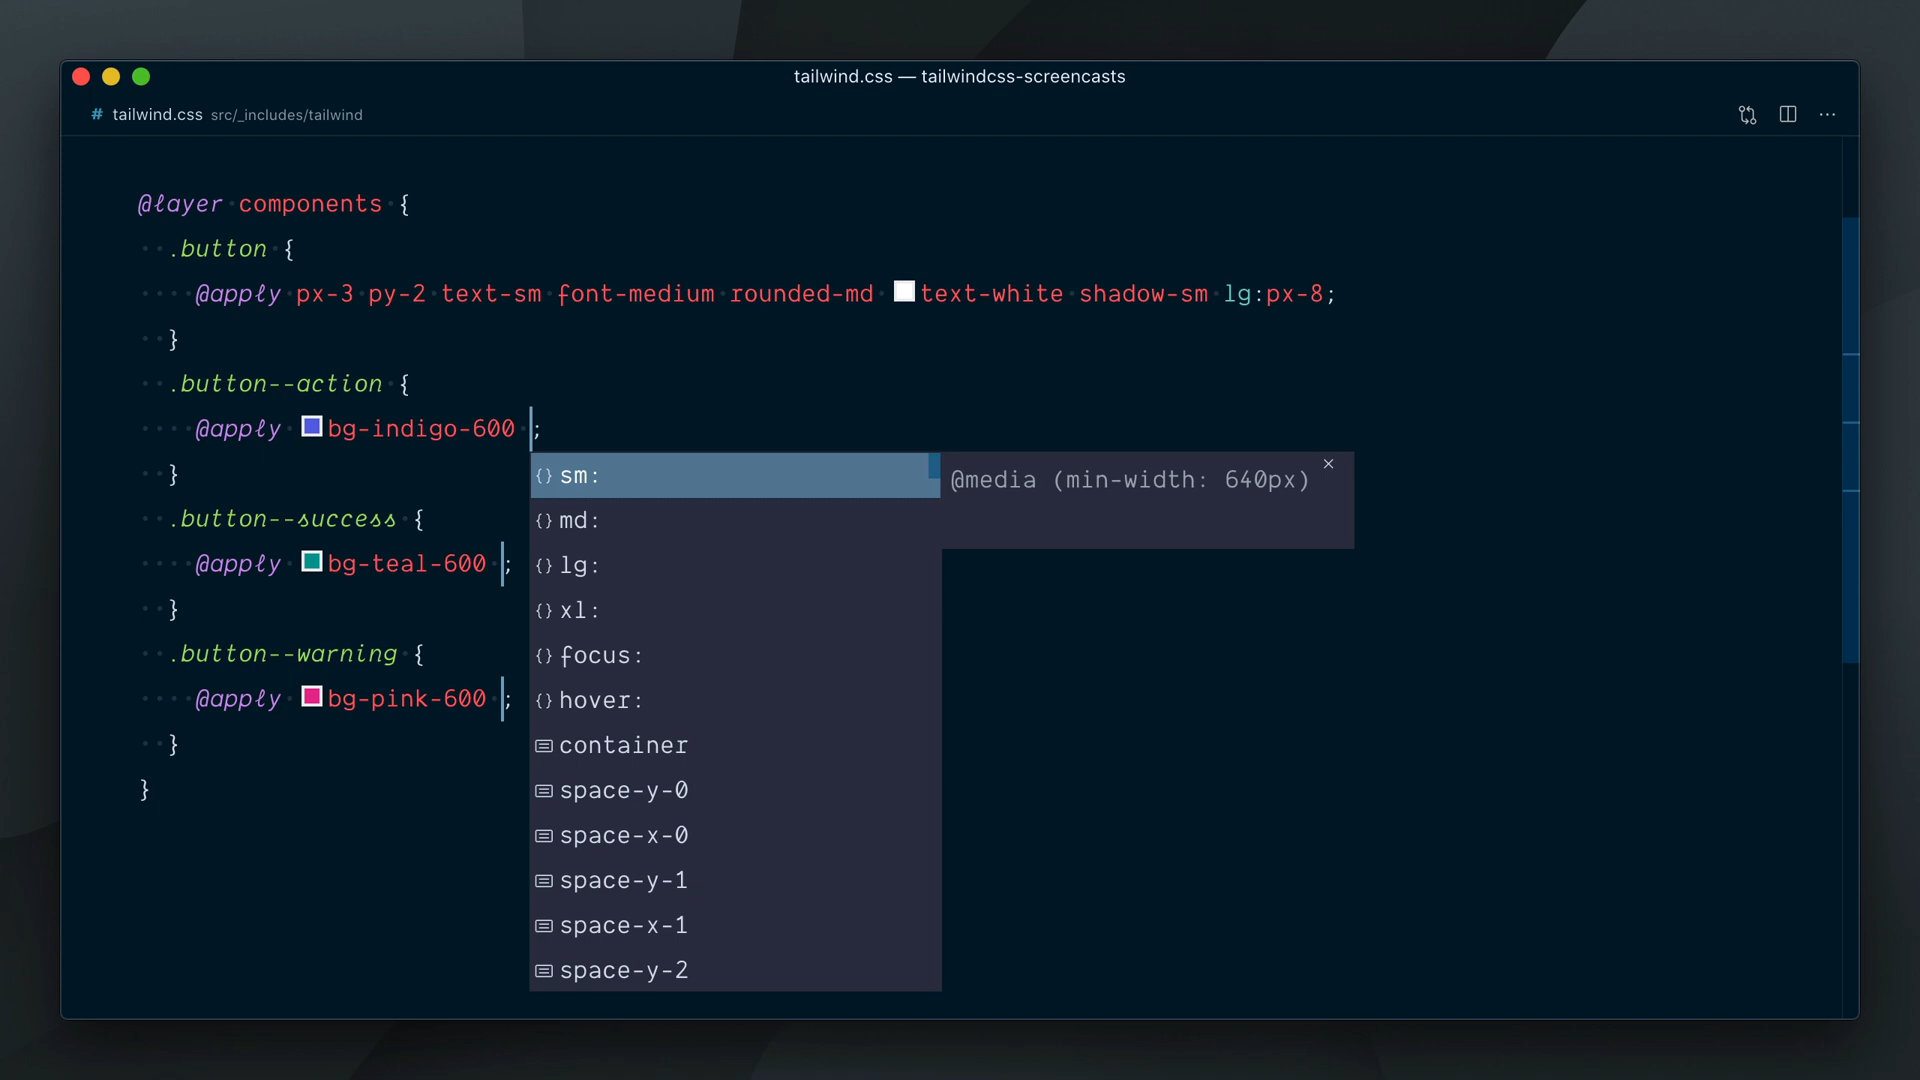 tailwind.css — tailwindcss-screencasts
# tailwind.css src/_includes/tailwind
@layer components {
.button {
@apply px-3 py-2 text-sm font-medium rounded-md text-white shadow-sm lg:px-8;
}
.button--action {
@apply bg-indigo-600 ;
}
.button--success {
@apply bg-teal-600 ;
}
.button--warning {
@apply bg-pink-600 ;
}
}
{} sm:
@media (min-width: 640px)
{} md:
{} lg:
{} xl:
{} focus:
{} hover:
container
space-y-0
space-x-0
space-y-1
space-x-1
space-y-2